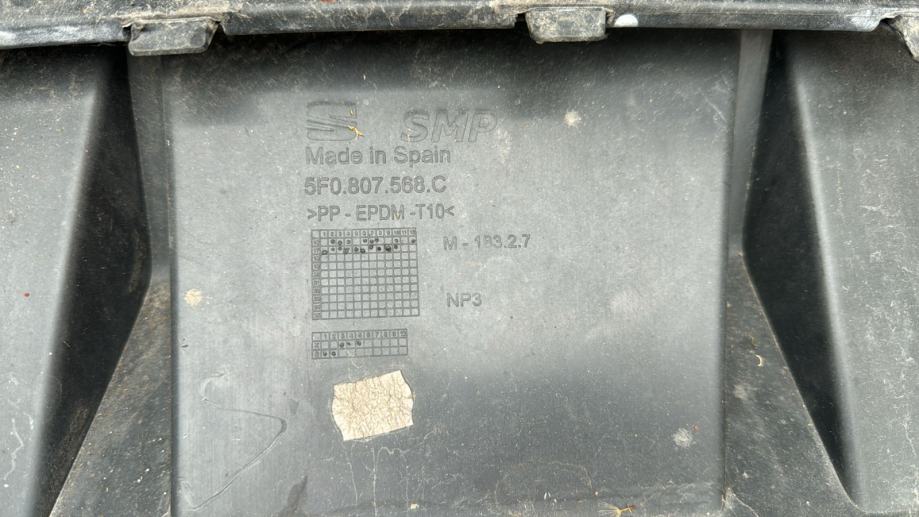 SMP
Made in Spain
5F0.807.568.C
>PP - EPDM -T10<
M - 183.2.7
NP3